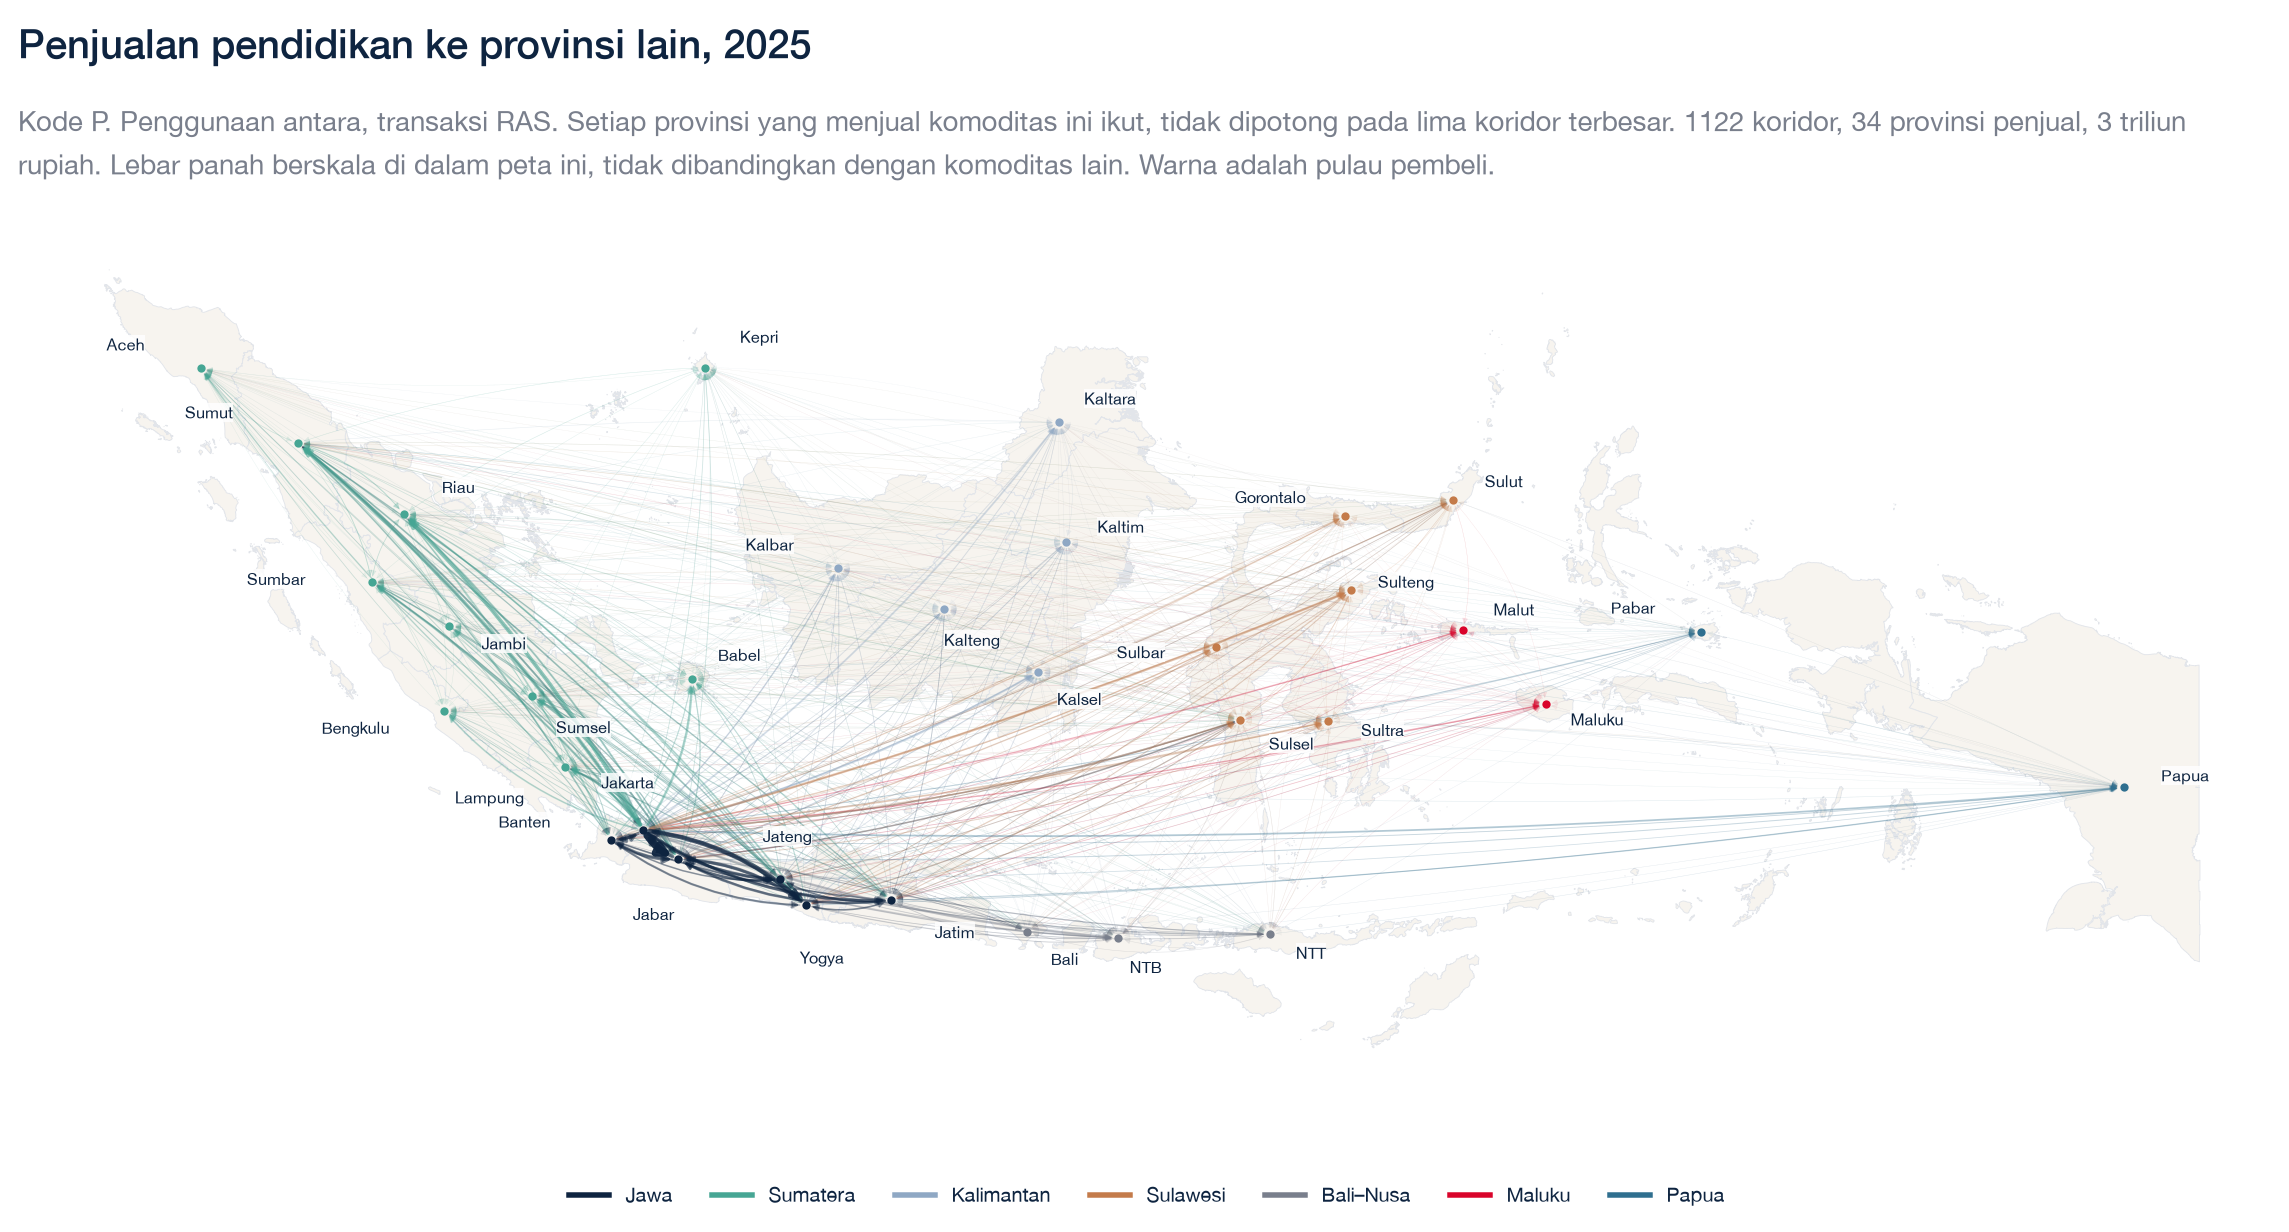 Penjualan pendidikan ke provinsi lain, 2025
Kode P. Penggunaan antara, transaksi RAS. Setiap provinsi yang menjual komoditas ini ikut, tidak dipotong pada lima koridor terbesar. 1122 koridor, 34 provinsi penjual, 3 triliun
rupiah. Lebar panah berskala di dalam peta ini, tidak dibandingkan dengan komoditas lain. Warna adalah pulau pembeli.
Kepri
Aceh
Kaltara
Sumut
Sulut
Riau
Gorontalo
Kaltim
Kalbar
Sumbar
Sulteng
Malut
Pabar
Kalteng
Jambi
Sulbar
Babel
Kalsel
Maluku
Bengkulu
Sumsel
Sultra
Sulsel
Papua
Jakarta
Lampung
Banten
Jateng
Jabar
Jatim
NTT
Yogya
Bali
NTB
Jawa
Sumatera
Kalimantan
Sulawesi
Bali–Nusa
Maluku
Papua